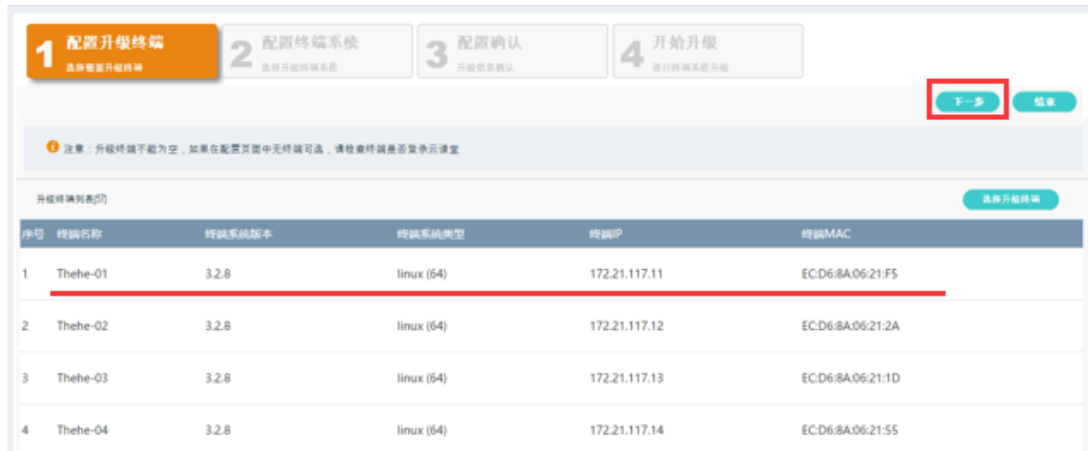 1 配置升级终端
选择要升级终端
2 配置终端系统
选择升级终端系统
3 配置确认
升级信息确认
4 开始升级
进行终端系统升级
下一步 结束
注意：升级终端不能为空，如果在配置页面中无终端可选，请检查终端是否登录云课堂
升级终端列表[57] 选择升级终端
序号 终端名称 终端系统版本 终端系统类型 终端IP 终端MAC
1 Thehe-01 3.2.8 linux (64) 172.21.117.11 EC:D6:8A:06:21:F5
2 Thehe-02 3.2.8 linux (64) 172.21.117.12 EC:D6:8A:06:21:2A
3 Thehe-03 3.2.8 linux (64) 172.21.117.13 EC:D6:8A:06:21:1D
4 Thehe-04 3.2.8 linux (64) 172.21.117.14 EC:D6:8A:06:21:55